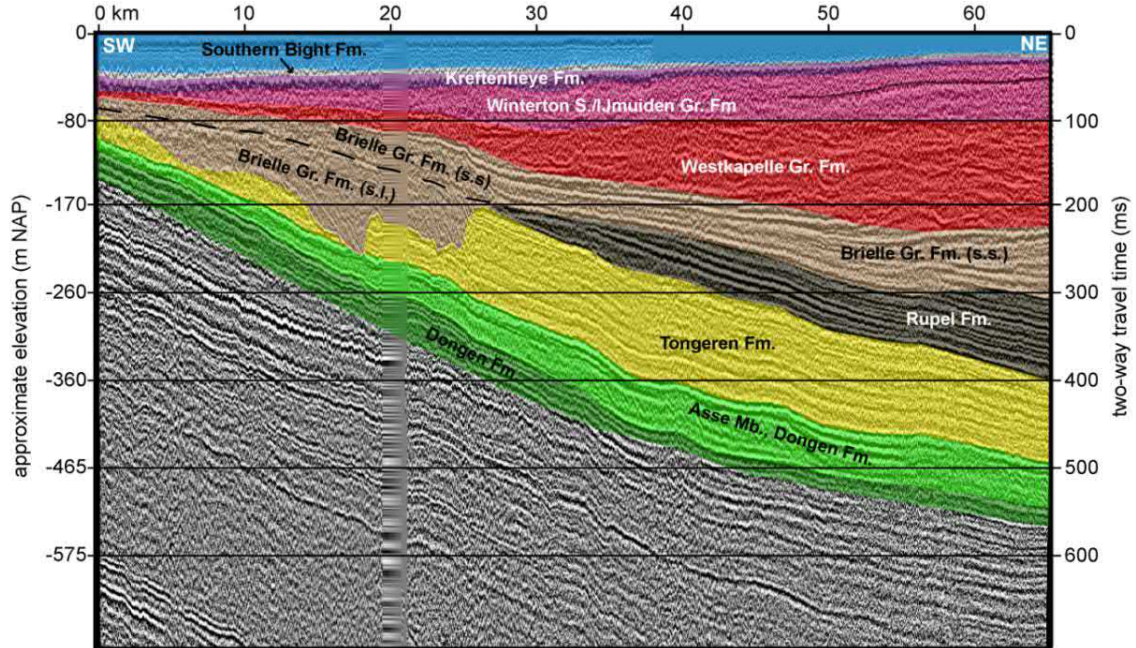 0 km 10 20 30 40 50 60
0 0
SW NE
Southern Bight Fm.
Kreftenheye Fm.
Winterton S./IJmuiden Gr. Fm
-80 100
Brielle Gr. Fm. (s.s)
Westkapelle Gr. Fm.
Brielle Gr. Fm. (s.l.)
-170 200
Brielle Gr. Fm. (s.s.)
-260 300
Rupel Fm.
Tongeren Fm.
Dongen Fm.
-360 400
Asse Mb., Dongen Fm.
-465 500
-575 600
approximate elevation (m NAP)
two-way travel time (ms)